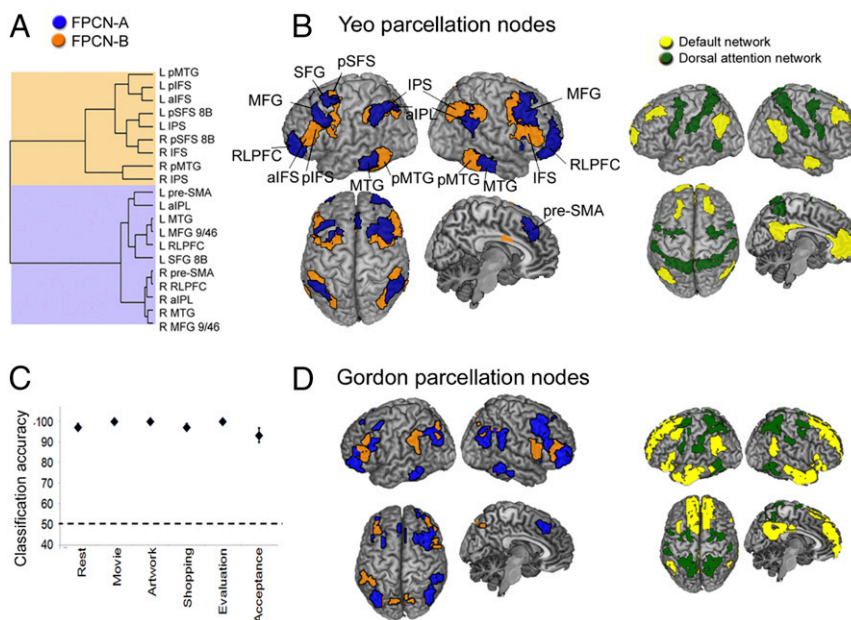 A
FPCN-A
FPCN-B
L pMTG
L pIFS
L aIFS
L pSFS 8B
L IPS
R pSFS 8B
R IFS
R pMTG
R IPS
L pre-SMA
L aIPL
L MTG
L MFG 9/46
L RLPFC
L SFG 8B
R pre-SMA
R RLPFC
R aIPL
R MTG
R MFG 9/46
B Yeo parcellation nodes
pSFS
SFG
MFG
RLPFC
aIFS
pIFS
MTG
pMTG
IPS
aIPL
MFG
RLPFC
IFS
pMTG
MTG
pre-SMA
Default network
Dorsal attention network
C
Classification accuracy
100
90
80
70
60
50
40
Rest
Movie
Artwork
Shopping
Evaluation
Acceptance
D Gordon parcellation nodes